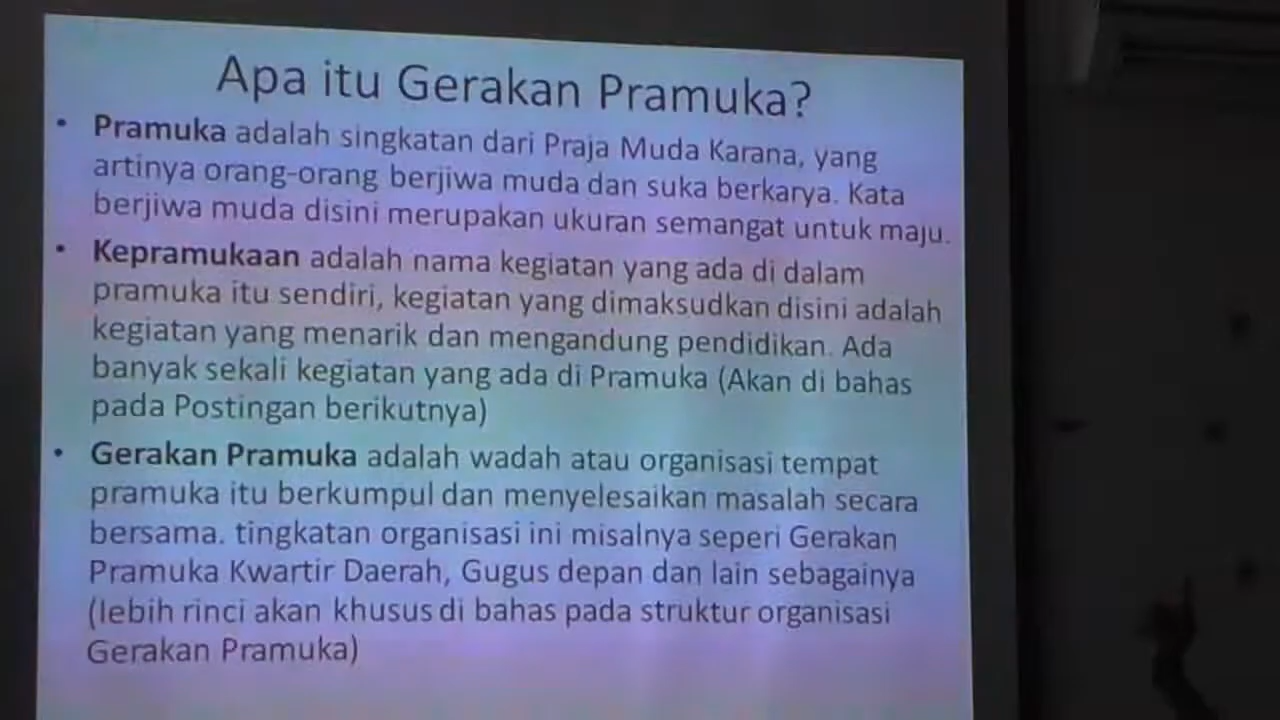 Apa itu Gerakan Pramuka?
• Pramuka adalah singkatan dari Praja Muda Karana, yang
artinya orang-orang berjiwa muda dan suka berkarya. Kata
berjiwa muda disini merupakan ukuran semangat untuk maju.
• Kepramukaan adalah nama kegiatan yang ada di dalam
pramuka itu sendiri, kegiatan yang dimaksudkan disini adalah
kegiatan yang menarik dan mengandung pendidikan. Ada
banyak sekali kegiatan yang ada di Pramuka (Akan di bahas
pada Postingan berikutnya)
• Gerakan Pramuka adalah wadah atau organisasi tempat
pramuka itu berkumpul dan menyelesaikan masalah secara
bersama. tingkatan organisasi ini misalnya seperi Gerakan
Pramuka Kwartir Daerah, Gugus depan dan lain sebagainya
(lebih rinci akan khusus di bahas pada struktur organisasi
Gerakan Pramuka)